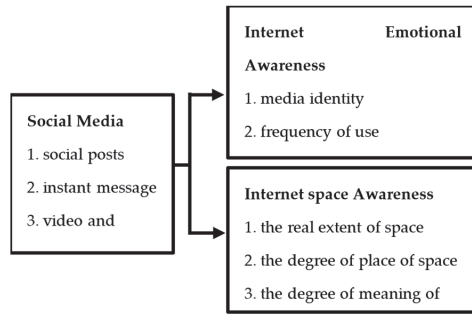 Social Media
1. social posts
2. instant message
3. video and
Internet Emotional
Awareness
1. media identity
2. frequency of use
Internet space Awareness
1. the real extent of space
2. the degree of place of space
3. the degree of meaning of